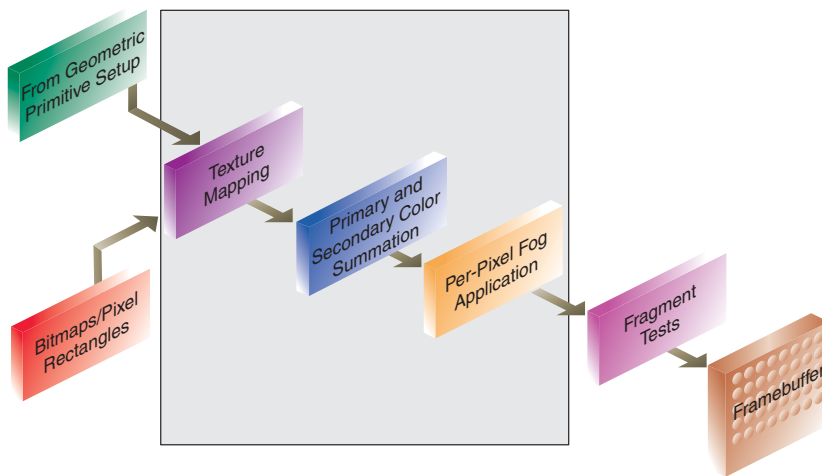 From Geometric
Primitive Setup
Texture
Mapping
Primary and
Secondary Color
Summation
Per-Pixel Fog
Application
Bitmaps/Pixel
Rectangles
Fragment
Tests
Framebuffer